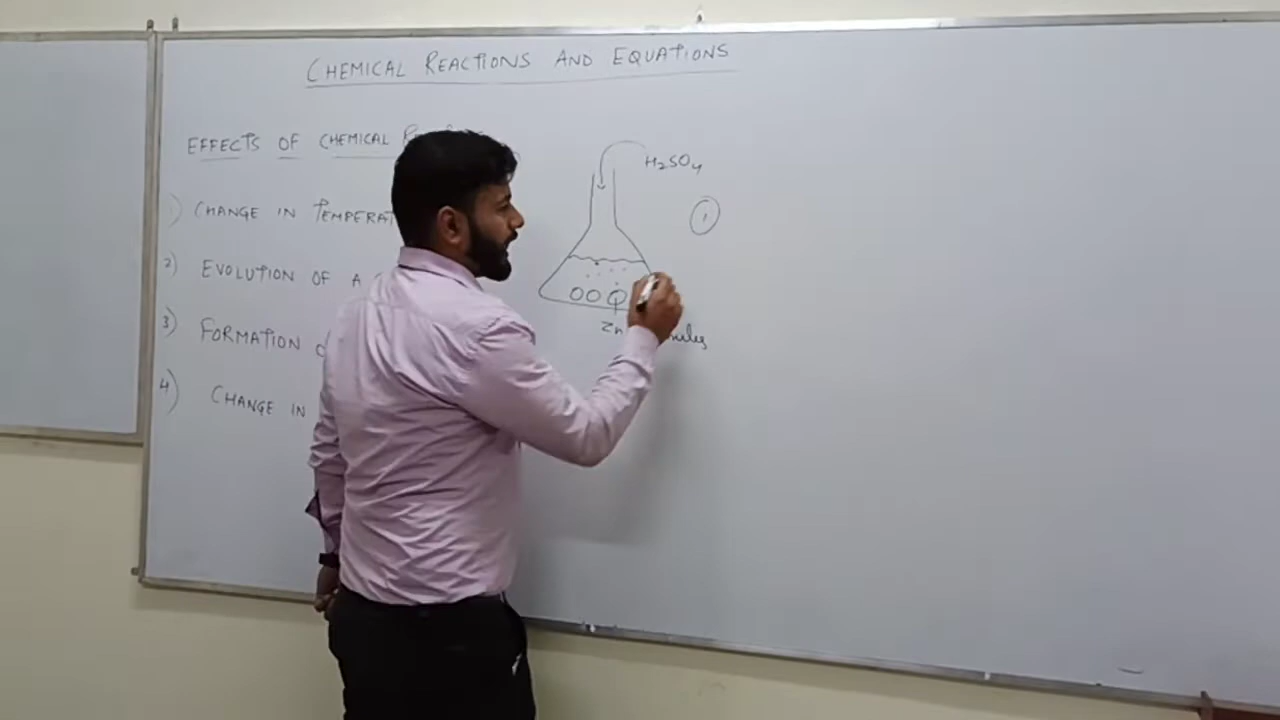 CHEMICAL REACTIONS AND EQUATIONS
EFFECTS OF CHEMICAL
1) CHANGE IN TEMPERAT
2) EVOLUTION OF A
3) FORMATION
4) CHANGE IN
H₂SO₄
1
Zn